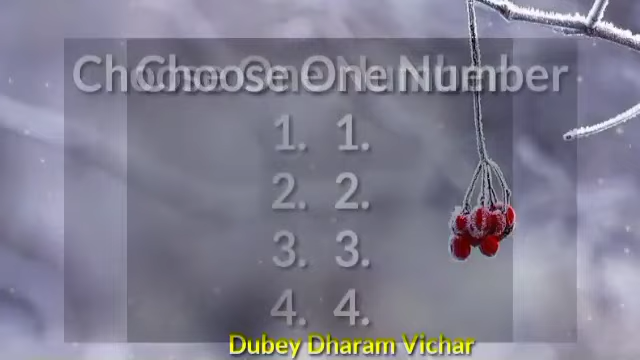 Choose One Number
1. 1.
2. 2.
3. 3.
4. 4.
Dubey Dharam Vichar